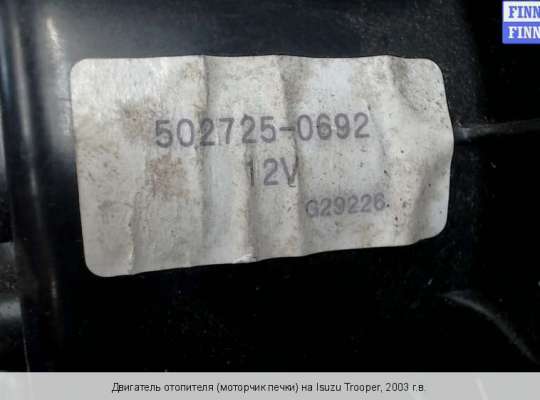 FINN
FINN
502725-0692
12V
G29226
Двигатель отопителя (моторчик печки) на Isuzu Trooper, 2003 г.в.